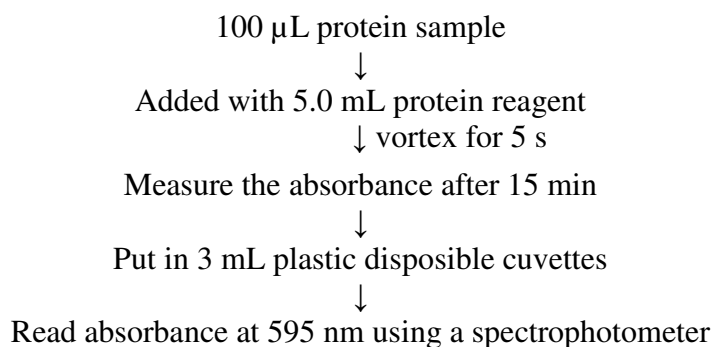 100 µL protein sample
↓
Added with 5.0 mL protein reagent
↓ vortex for 5 s
Measure the absorbance after 15 min
↓
Put in 3 mL plastic disposible cuvettes
↓
Read absorbance at 595 nm using a spectrophotometer